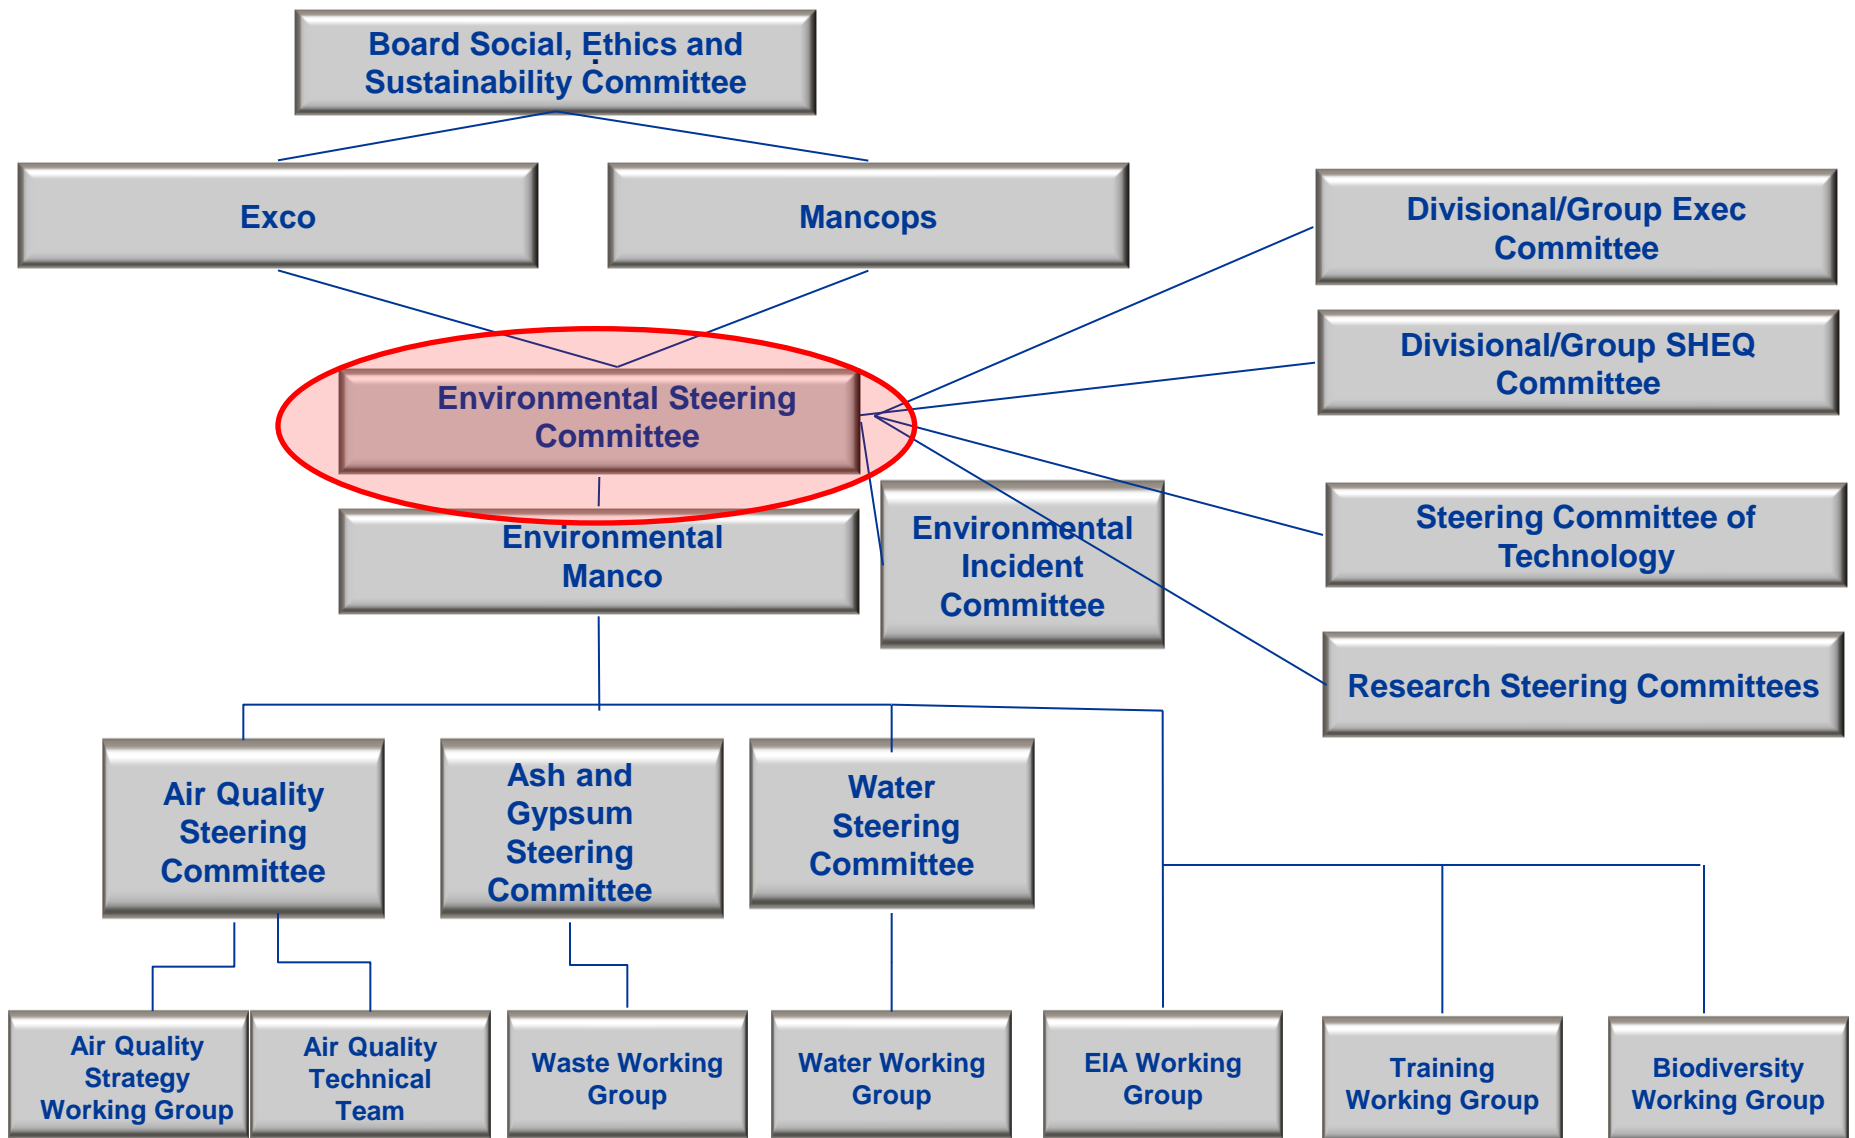 Board Social, Ethics and
Sustainability Committee
Exco
Mancops
Divisional/Group Exec
Committee
Divisional/Group SHEQ
Committee
Environmental Steering
Committee
Environmental
Manco
Environmental
Incident
Committee
Steering Committee of
Technology
Research Steering Committees
Air Quality
Steering
Committee
Ash and
Gypsum
Steering
Committee
Water
Steering
Committee
Air Quality
Strategy
Working Group
Air Quality
Technical
Team
Waste Working
Group
Water Working
Group
EIA Working
Group
Training
Working Group
Biodiversity
Working Group